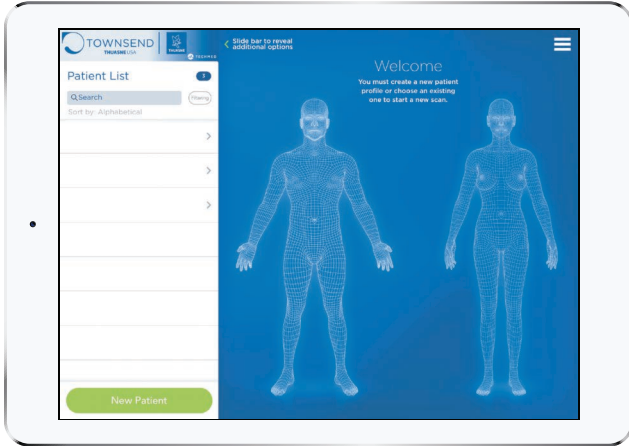 TOWNSEND
THUASNE USA
THUASNE
TECHMED
Slide bar to reveal
additional options
Welcome
You must create a new patient
profile or choose an existing
one to start a new scan.
Patient List
3
Search
Filtering
Sort by: Alphabetical
New Patient